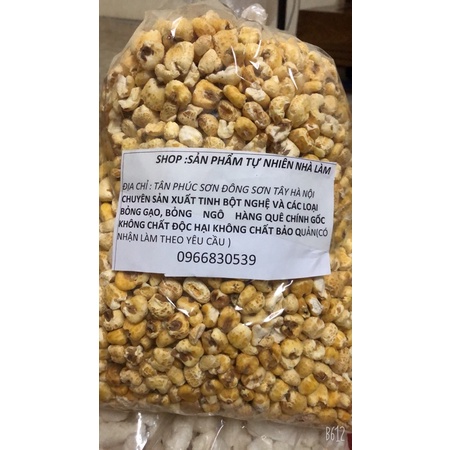 SHOP :SẢN PHẨM TỰ NHIÊN NHÀ LÀM
ĐỊA CHỈ : TÂN PHÚC SƠN ĐÔNG SƠN TÂY HÀ NỘI
CHUYÊN SẢN XUẤT TINH BỘT NGHỆ VÀ CÁC LOẠI
BỎNG GẠO, BỎNG NGÔ HÀNG QUÊ CHÍNH GỐC
KHÔNG CHẤT ĐỘC HẠI KHÔNG CHẤT BẢO QUẢN(CÓ
NHẬN LÀM THEO YÊU CẦU )
0966830539
B612